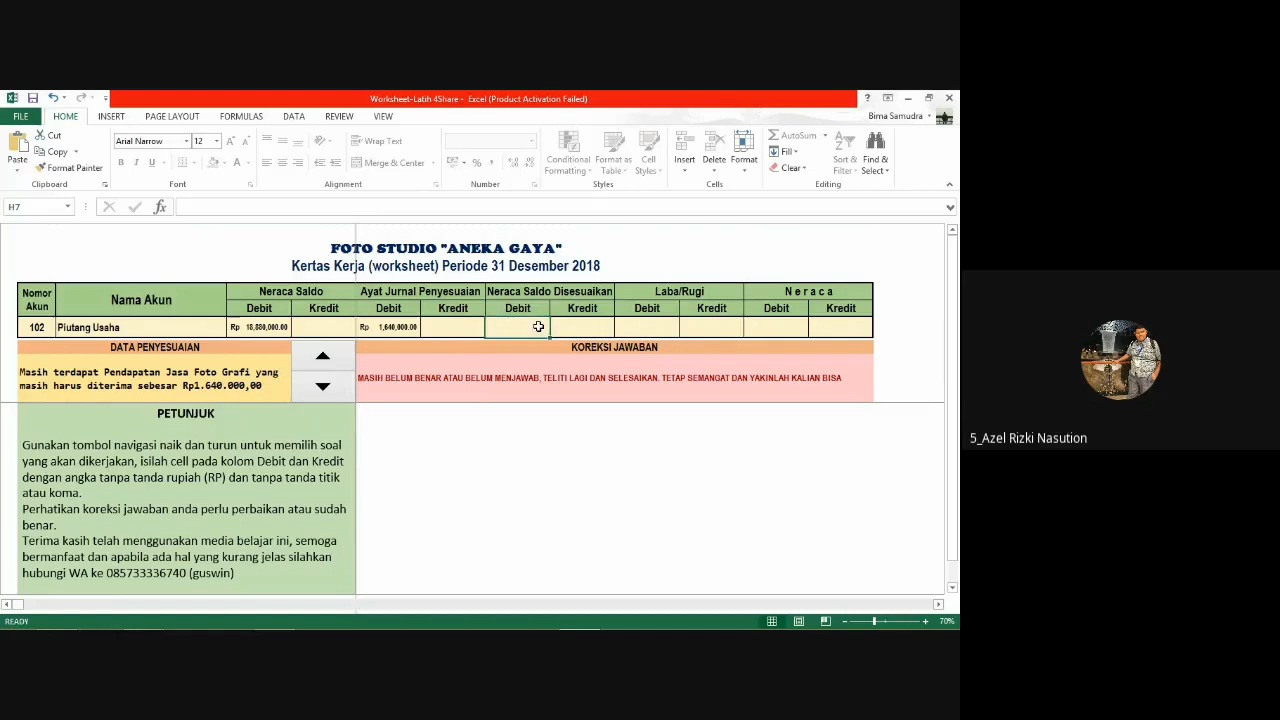 Worksheet-Latih 4Share - Excel (Product Activation Failed)
FILE HOME INSERT PAGE LAYOUT FORMULAS DATA REVIEW VIEW Bima Samudra
Cut
Copy
Format Painter
Paste
Clipboard
Arial Narrow 12
Font
Wrap Text
Merge & Center
Alignment
Number
Conditional Formatting
Format as Table
Cell Styles
Styles
Insert Delete Format
Cells
AutoSum
Fill
Clear
Sort & Filter
Find & Select
Editing
H7
FOTO STUDIO "ANEKA GAYA"
Kertas Kerja (worksheet) Periode 31 Desember 2018
Nomor Akun Nama Akun Neraca Saldo Ayat Jurnal Penyesuaian Neraca Saldo Disesuaikan Laba/Rugi N e r a c a
Debit Kredit Debit Kredit Debit Kredit Debit Kredit Debit Kredit
102 Piutang Usaha Rp 18,880,000.00 Rp 1,640,000.00
DATA PENYESUAIAN
KOREKSI JAWABAN
Masih terdapat Pendapatan Jasa Foto Grafi yang
masih harus diterima sebesar Rp1.640.000,00
MASIH BELUM BENAR ATAU BELUM MENJAWAB, TELITI LAGI DAN SELESAIKAN. TETAP SEMANGAT DAN YAKINLAH KALIAN BISA
PETUNJUK
Gunakan tombol navigasi naik dan turun untuk memilih soal
yang akan dikerjakan, isilah cell pada kolom Debit dan Kredit
dengan angka tanpa tanda rupiah (RP) dan tanpa tanda titik
atau koma.
Perhatikan koreksi jawaban anda perlu perbaikan atau sudah
benar.
Terima kasih telah menggunakan media belajar ini, semoga
bermanfaat dan apabila ada hal yang kurang jelas silahkan
hubungi WA ke 085733336740 (guswin)
READY
70%
5_Azel Rizki Nasution